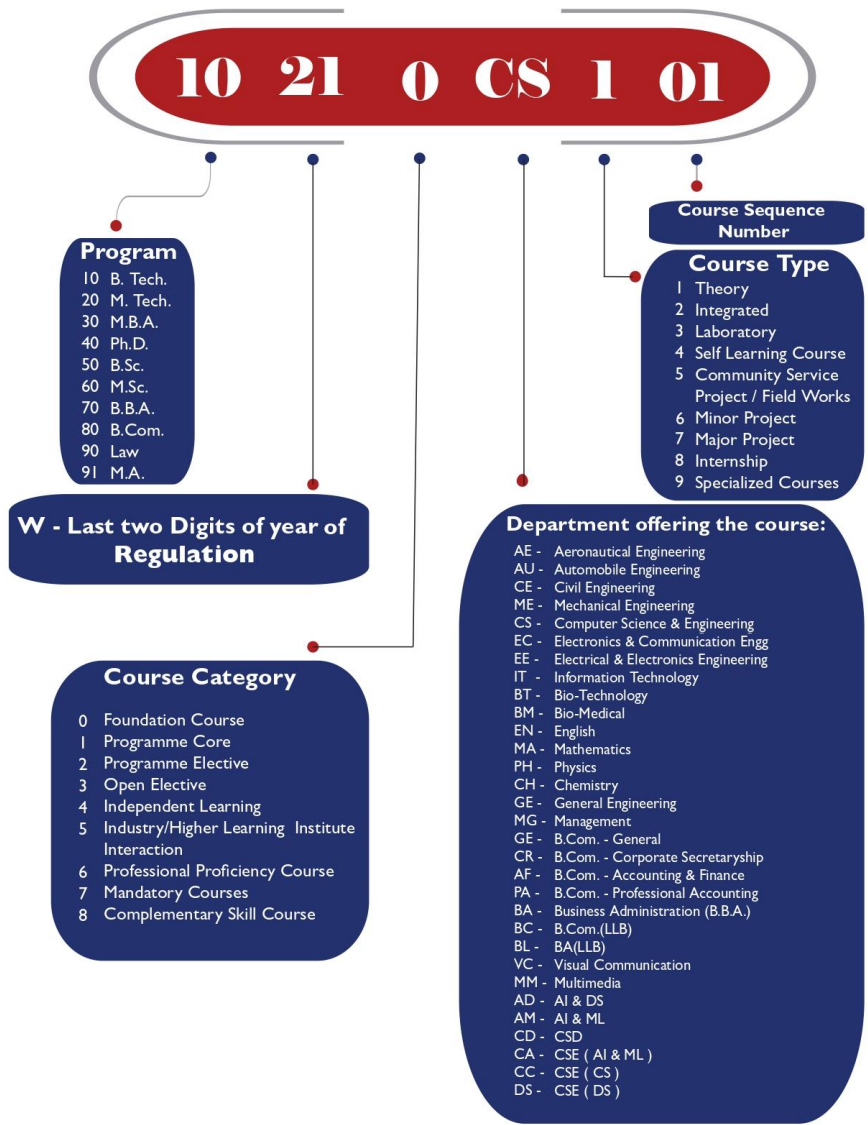 10 21 0 CS 1 01
Program
10 B. Tech.
20 M. Tech.
30 M.B.A.
40 Ph.D.
50 B.Sc.
60 M.Sc.
70 B.B.A.
80 B.Com.
90 Law
91 M.A.
W - Last two Digits of year of
Regulation
Course Category
0 Foundation Course
1 Programme Core
2 Programme Elective
3 Open Elective
4 Independent Learning
5 Industry/Higher Learning Institute
Interaction
6 Professional Proficiency Course
7 Mandatory Courses
8 Complementary Skill Course
Course Sequence
Number
Course Type
1 Theory
2 Integrated
3 Laboratory
4 Self Learning Course
5 Community Service
Project / Field Works
6 Minor Project
7 Major Project
8 Internship
9 Specialized Courses
Department offering the course:
AE - Aeronautical Engineering
AU - Automobile Engineering
CE - Civil Engineering
ME - Mechanical Engineering
CS - Computer Science & Engineering
EC - Electronics & Communication Engg
EE - Electrical & Electronics Engineering
IT - Information Technology
BT - Bio-Technology
BM - Bio-Medical
EN - English
MA - Mathematics
PH - Physics
CH - Chemistry
GE - General Engineering
MG - Management
GE - B.Com. - General
CR - B.Com. - Corporate Secretaryship
AF - B.Com. - Accounting & Finance
PA - B.Com. - Professional Accounting
BA - Business Administration (B.B.A.)
BC - B.Com.(LLB)
BL - BA(LLB)
VC - Visual Communication
MM - Multimedia
AD - AI & DS
AM - AI & ML
CD - CSD
CA - CSE ( AI & ML )
CC - CSE ( CS )
DS - CSE ( DS )